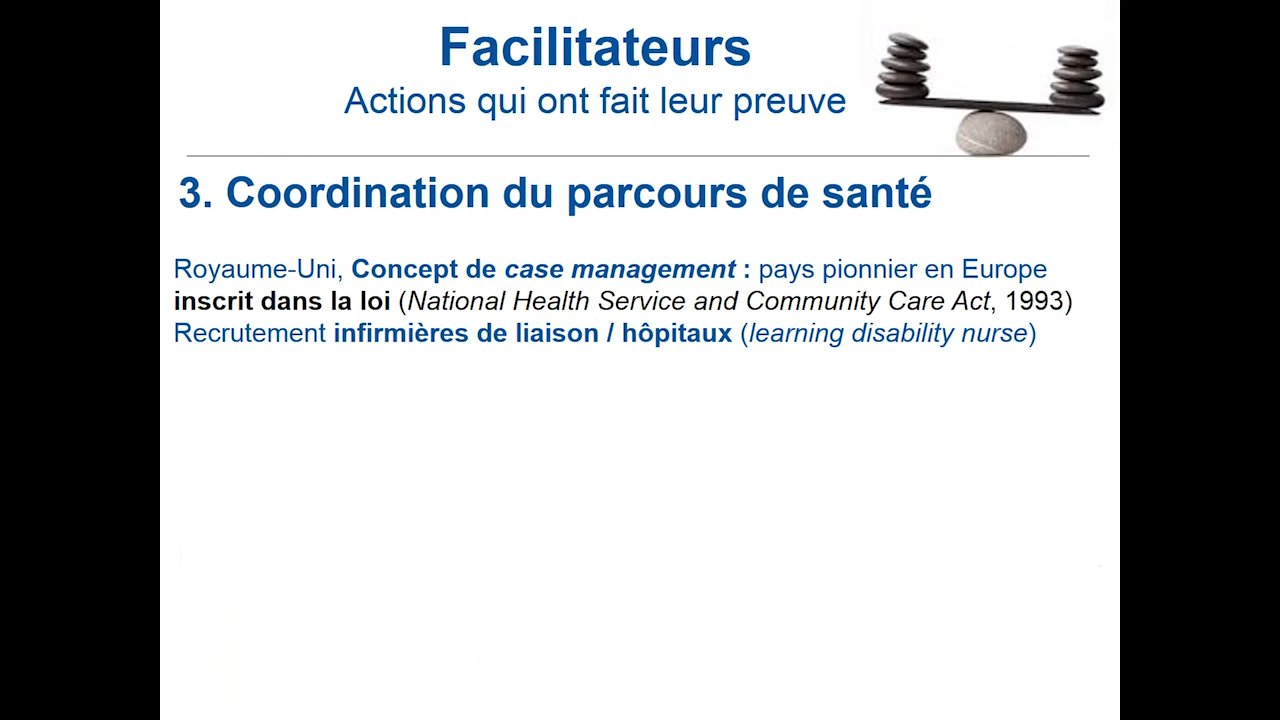 Facilitateurs
Actions qui ont fait leur preuve
3. Coordination du parcours de santé
Royaume-Uni, Concept de case management : pays pionnier en Europe
inscrit dans la loi (National Health Service and Community Care Act, 1993)
Recrutement infirmières de liaison / hôpitaux (learning disability nurse)